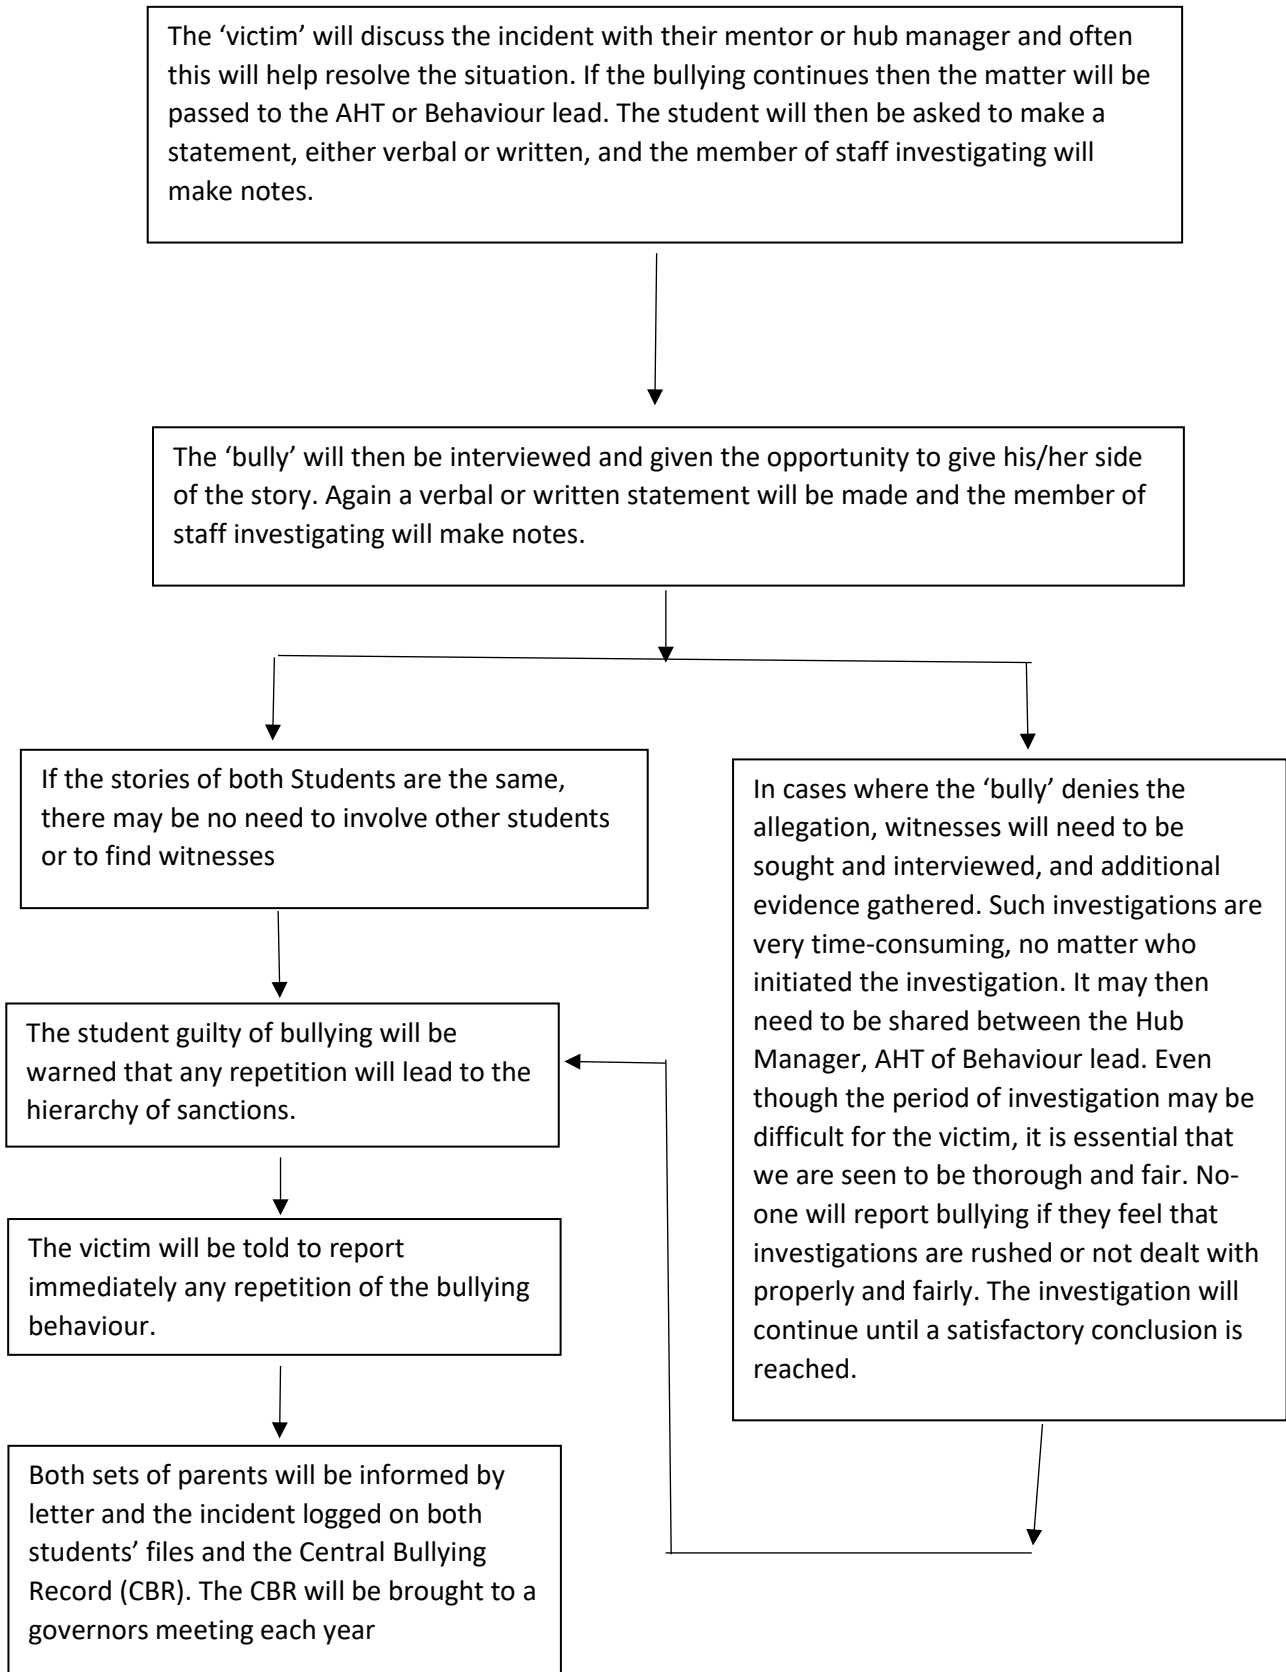 The ‘victim’ will discuss the incident with their mentor or hub manager and often
this will help resolve the situation. If the bullying continues then the matter will be
passed to the AHT or Behaviour lead. The student will then be asked to make a
statement, either verbal or written, and the member of staff investigating will
make notes.
The ‘bully’ will then be interviewed and given the opportunity to give his/her side
of the story. Again a verbal or written statement will be made and the member of
staff investigating will make notes.
If the stories of both Students are the same,
there may be no need to involve other students
or to find witnesses
The student guilty of bullying will be
warned that any repetition will lead to the
hierarchy of sanctions.
The victim will be told to report
immediately any repetition of the bullying
behaviour.
Both sets of parents will be informed by
letter and the incident logged on both
students’ files and the Central Bullying
Record (CBR). The CBR will be brought to a
governors meeting each year
In cases where the ‘bully’ denies the
allegation, witnesses will need to be
sought and interviewed, and additional
evidence gathered. Such investigations are
very time-consuming, no matter who
initiated the investigation. It may then
need to be shared between the Hub
Manager, AHT of Behaviour lead. Even
though the period of investigation may be
difficult for the victim, it is essential that
we are seen to be thorough and fair. No-
one will report bullying if they feel that
investigations are rushed or not dealt with
properly and fairly. The investigation will
continue until a satisfactory conclusion is
reached.